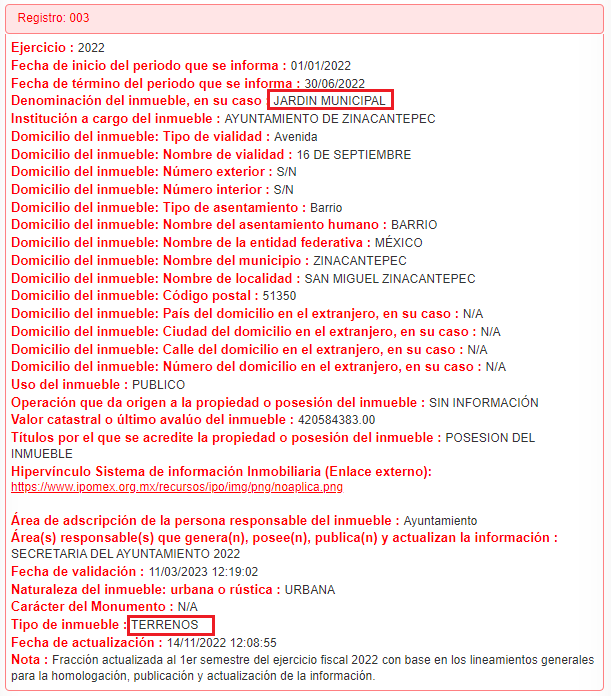 Registro: 003
Ejercicio : 2022
Fecha de inicio del periodo que se informa : 01/01/2022
Fecha de término del periodo que se informa : 30/06/2022
Denominación del inmueble, en su caso : JARDIN MUNICIPAL
Institución a cargo del inmueble : AYUNTAMIENTO DE ZINACANTEPEC
Domicilio del inmueble: Tipo de vialidad : Avenida
Domicilio del inmueble: Nombre de vialidad : 16 DE SEPTIEMBRE
Domicilio del inmueble: Número exterior : S/N
Domicilio del inmueble: Número interior : S/N
Domicilio del inmueble: Tipo de asentamiento : Barrio
Domicilio del inmueble: Nombre del asentamiento humano : BARRIO
Domicilio del inmueble: Nombre de la entidad federativa : MÉXICO
Domicilio del inmueble: Nombre del municipio : ZINACANTEPEC
Domicilio del inmueble: Nombre de localidad : SAN MIGUEL ZINACANTEPEC
Domicilio del inmueble: Código postal : 51350
Domicilio del inmueble: País del domicilio en el extranjero, en su caso : N/A
Domicilio del inmueble: Ciudad del domicilio en el extranjero, en su caso : N/A
Domicilio del inmueble: Calle del domicilio en el extranjero, en su caso : N/A
Domicilio del inmueble: Número del domicilio en el extranjero, en su caso : N/A
Uso del inmueble : PUBLICO
Operación que da origen a la propiedad o posesión del inmueble : SIN INFORMACIÓN
Valor catastral o último avalúo del inmueble : 420584383.00
Títulos por el que se acredite la propiedad o posesión del inmueble : POSESION DEL
INMUEBLE
Hipervínculo Sistema de información Inmobiliaria (Enlace externo):
https://www.ipomex.org.mx/recursos/ipo/img/png/noaplica.png
Área de adscripción de la persona responsable del inmueble : Ayuntamiento
Área(s) responsable(s) que genera(n), posee(n), publica(n) y actualizan la información :
SECRETARIA DEL AYUNTAMIENTO 2022
Fecha de validación : 11/03/2023 12:19:02
Naturaleza del inmueble: urbana o rústica : URBANA
Carácter del Monumento : N/A
Tipo de inmueble : TERRENOS
Fecha de actualización : 14/11/2022 12:08:55
Nota : Fracción actualizada al 1er semestre del ejercicio fiscal 2022 con base en los lineamientos generales
para la homologación, publicación y actualización de la información.